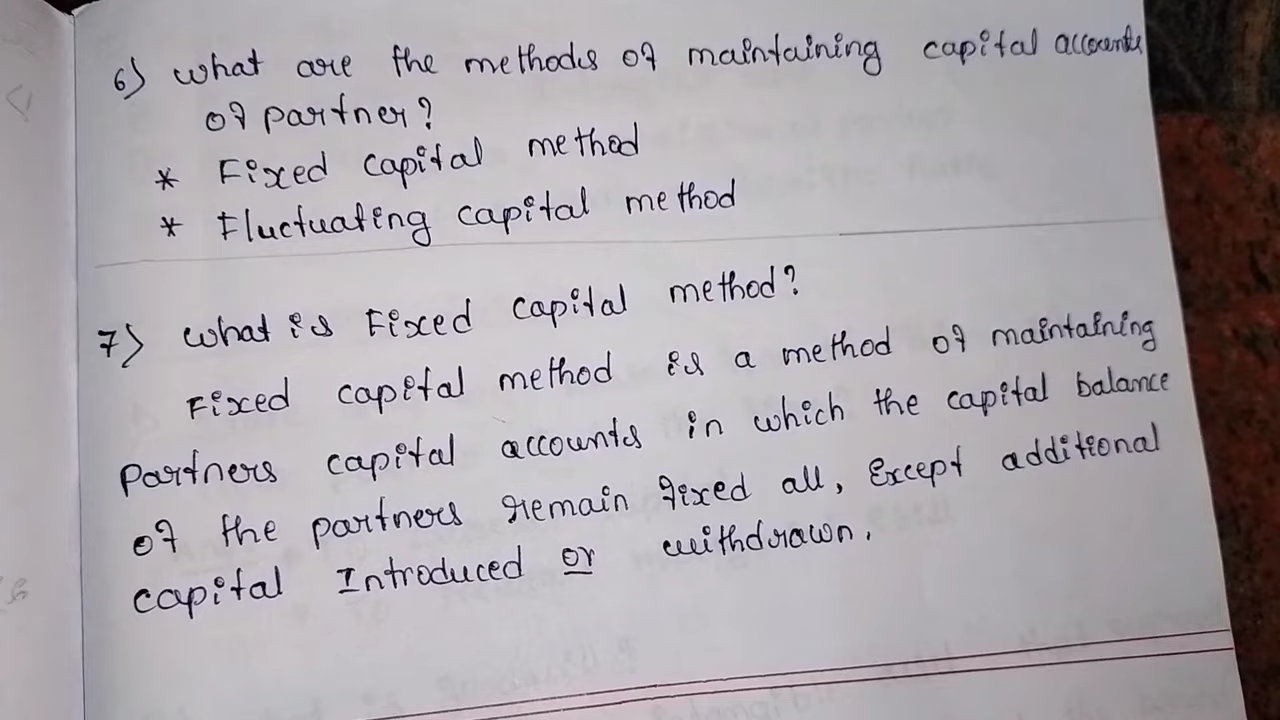 6) What are the methods of maintaining capital accounts
of partner?
* Fixed capital method
* Fluctuating capital method
7) What is Fixed capital method?
Fixed capital method is a method of maintaining
Partners capital accounts in which the capital balance
of the partners remain fixed all, Except additional
capital Introduced or withdrawn.